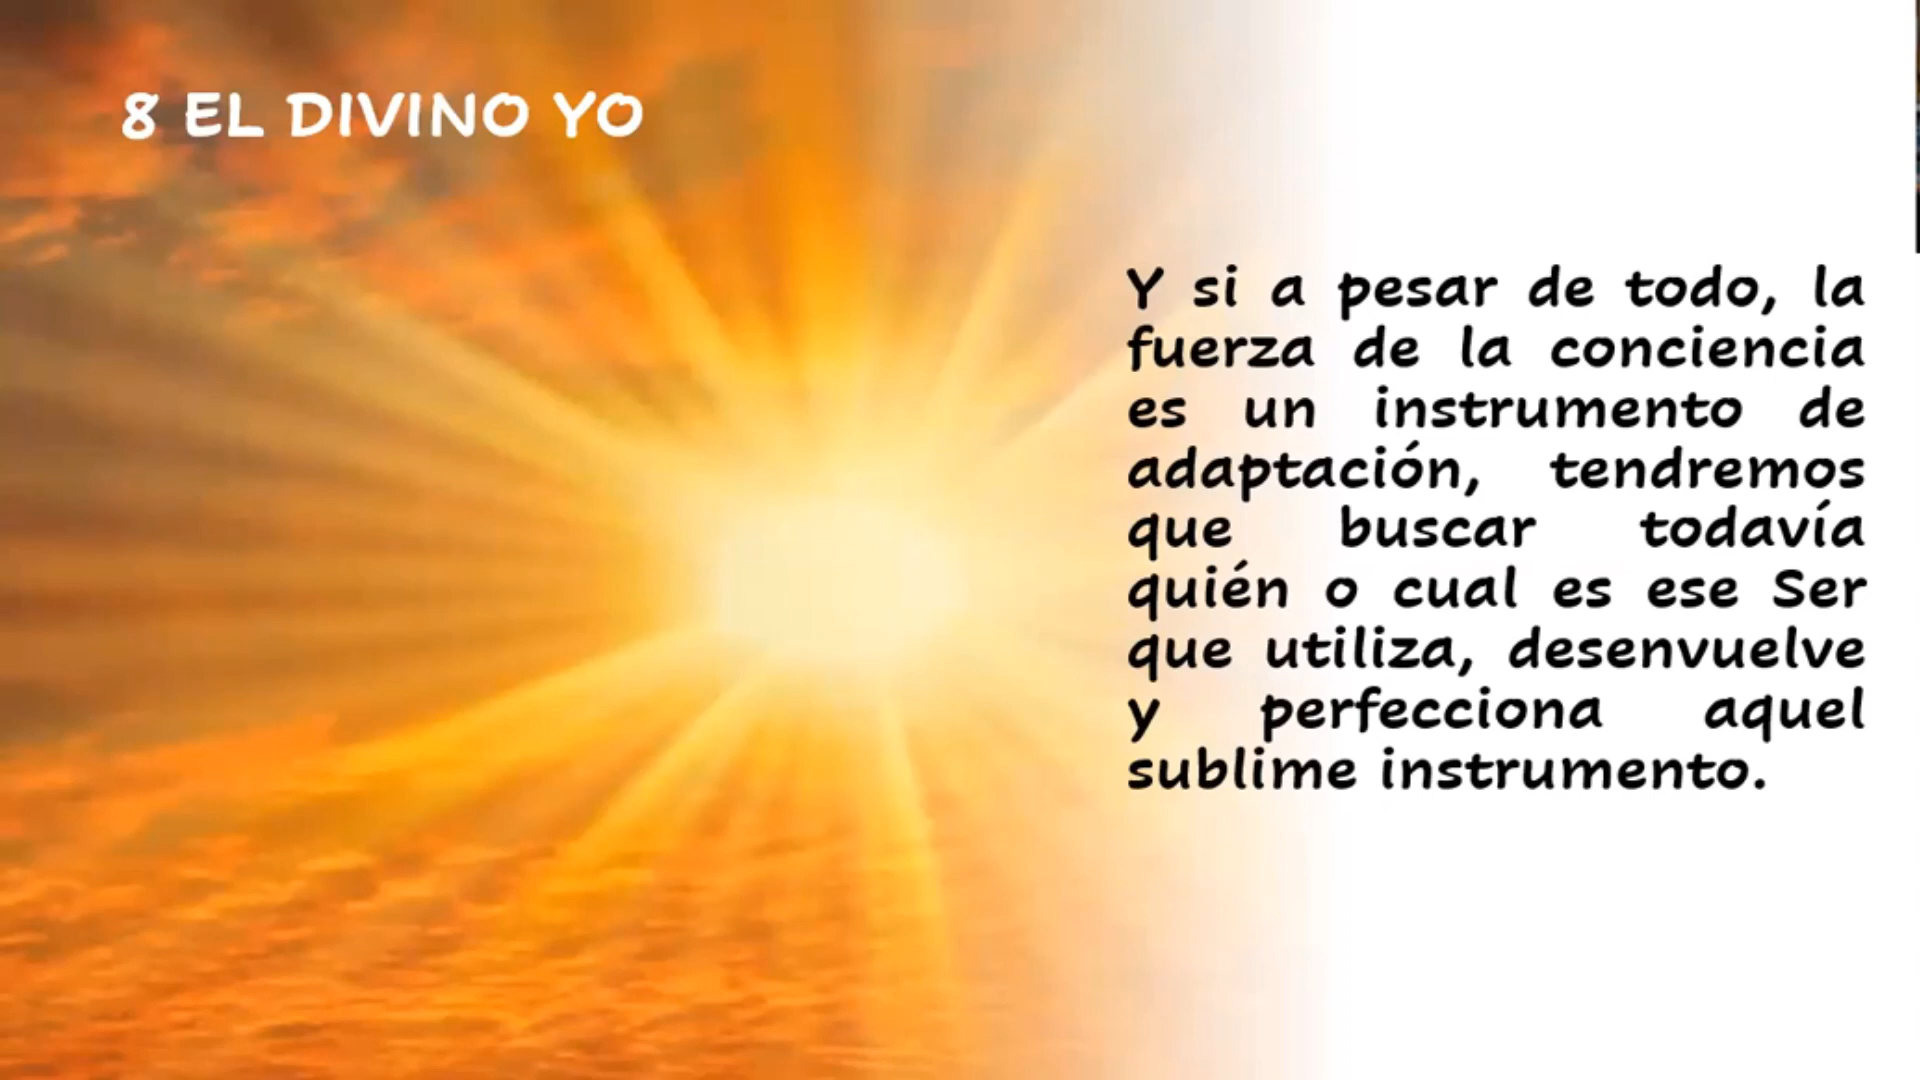 8 EL DIVINO YO
Y si a pesar de todo, la
fuerza de la conciencia
es un instrumento de
adaptación, tendremos
que buscar todavía
quién o cual es ese Ser
que utiliza, desenvuelve
y perfecciona aquel
sublime instrumento.